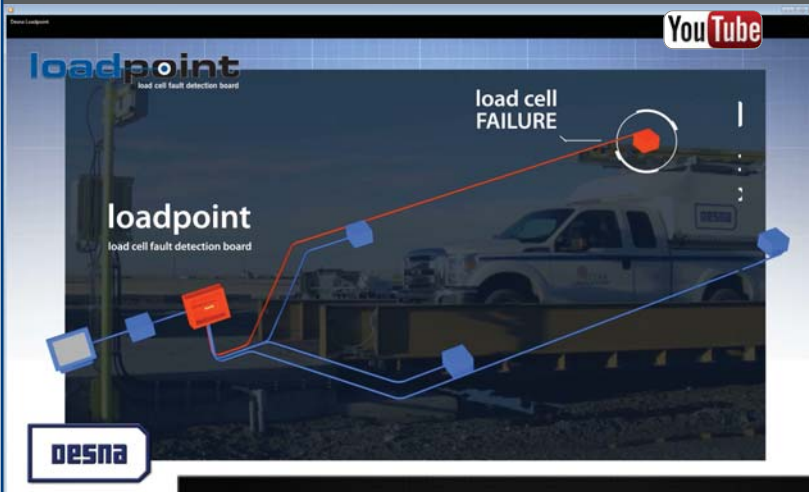 Desna Loadpoint
YouTube
loadpoint
load cell fault detection board
load cell
FAILURE
loadpoint
load cell fault detection board
DESNA
DESNA